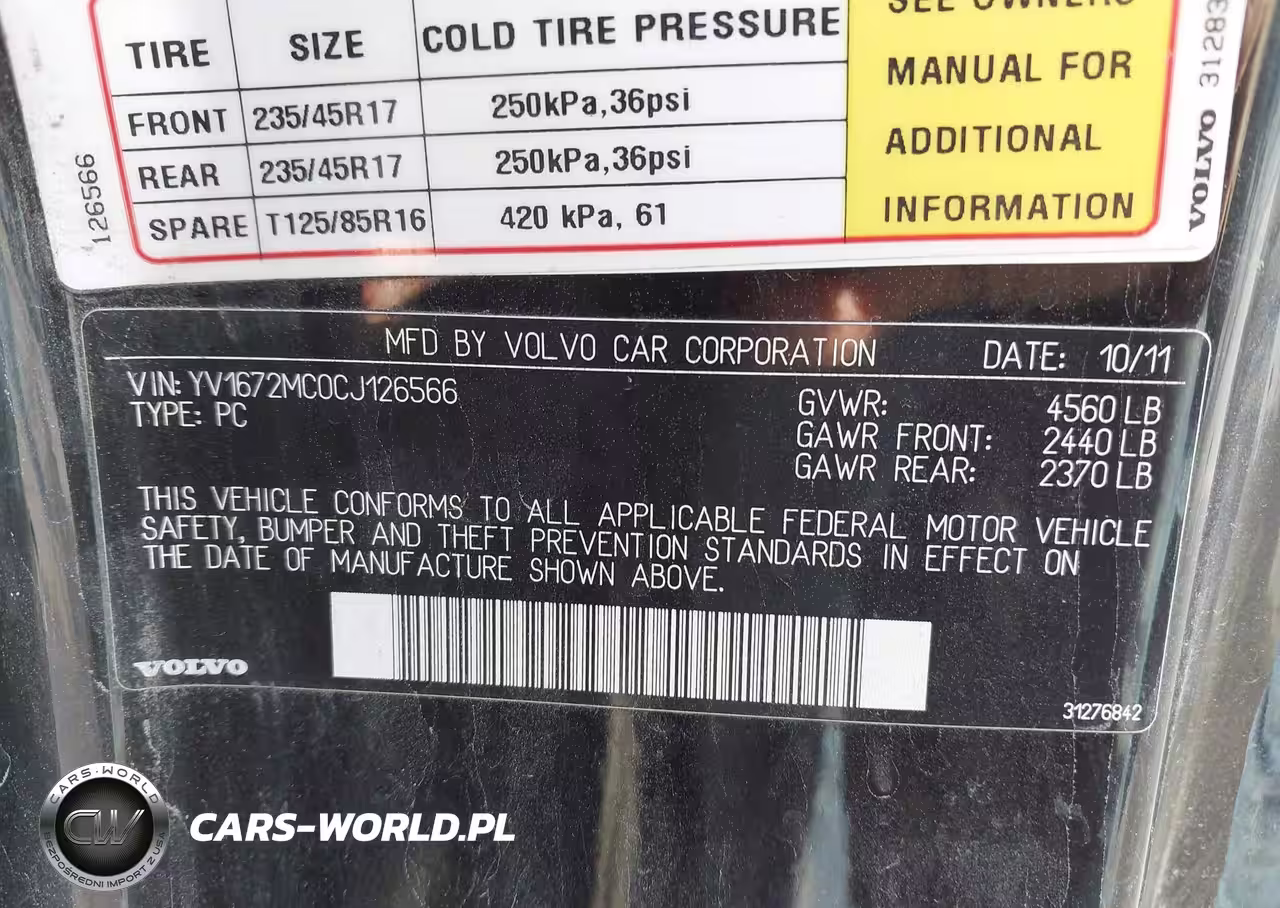 SEE OWNERS
TIRE SIZE COLD TIRE PRESSURE
MANUAL FOR
FRONT 235/45R17 250kPa,36psi
ADDITIONAL
REAR 235/45R17 250kPa,36psi
INFORMATION
SPARE T125/85R16 420 kPa, 61
126566
VOLVO 31283
MFD BY VOLVO CAR CORPORATION DATE: 10/11
VIN: YV1672MC0CJ126566
TYPE: PC
GVWR: 4560 LB
GAWR FRONT: 2440 LB
GAWR REAR: 2370 LB
THIS VEHICLE CONFORMS TO ALL APPLICABLE FEDERAL MOTOR VEHICLE
SAFETY, BUMPER AND THEFT PREVENTION STANDARDS IN EFFECT ON
THE DATE OF MANUFACTURE SHOWN ABOVE.
VOLVO
31276842
CARS-WORLD
CW
BEZPOŚREDNI IMPORT Z USA
CARS-WORLD.PL